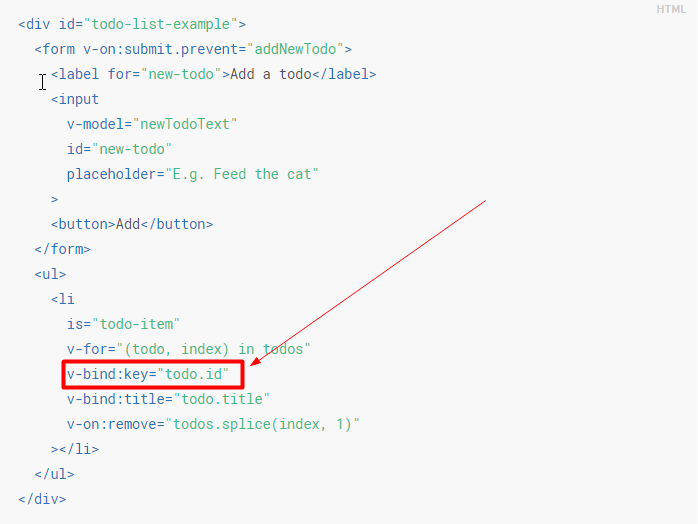 HTML
<div id="todo-list-example">
  <form v-on:submit.prevent="addNewTodo">
    <label for="new-todo">Add a todo</label>
    <input
      v-model="newTodoText"
      id="new-todo"
      placeholder="E.g. Feed the cat"
    >
    <button>Add</button>
  </form>
  <ul>
    <li
      is="todo-item"
      v-for="(todo, index) in todos"
      v-bind:key="todo.id"
      v-bind:title="todo.title"
      v-on:remove="todos.splice(index, 1)"
    ></li>
  </ul>
</div>